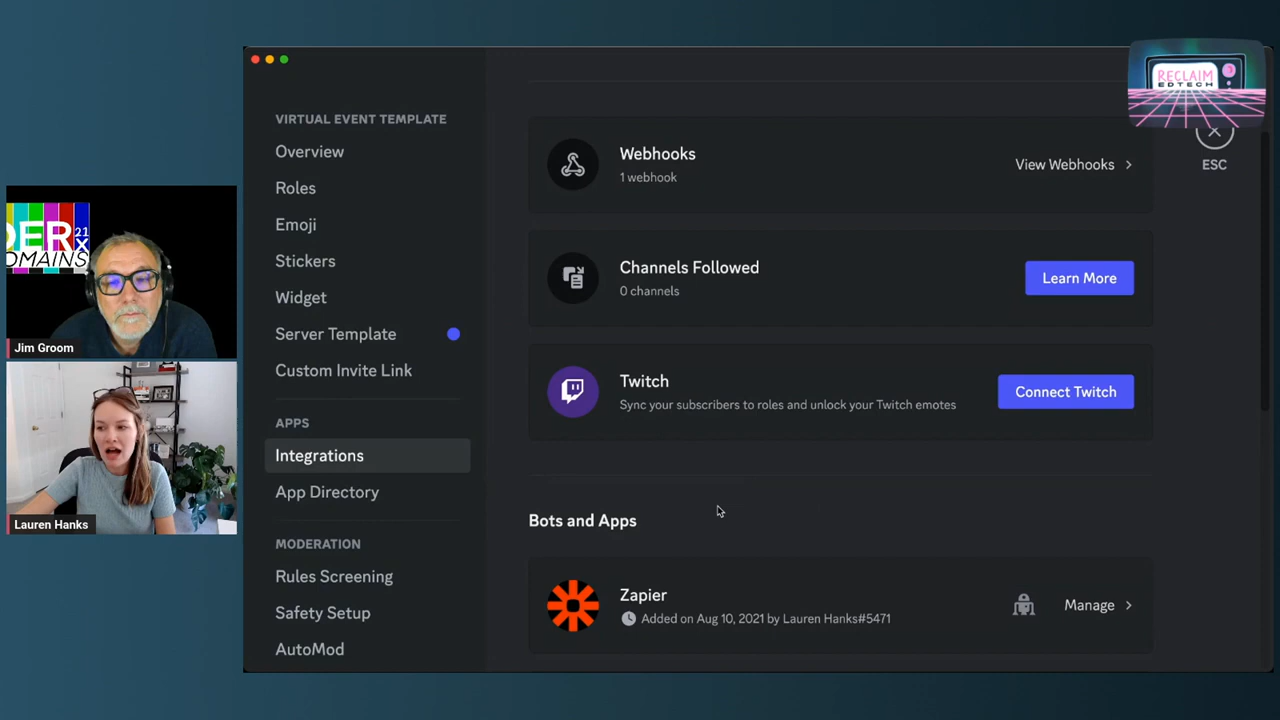 DER
21
X
OMAINS
Jim Groom
Lauren Hanks
VIRTUAL EVENT TEMPLATE
Overview
Roles
Emoji
Stickers
Widget
Server Template
Custom Invite Link
APPS
Integrations
App Directory
MODERATION
Rules Screening
Safety Setup
AutoMod
Webhooks
1 webhook
View Webhooks
Channels Followed
0 channels
Learn More
Twitch
Sync your subscribers to roles and unlock your Twitch emotes
Connect Twitch
Bots and Apps
Zapier
Added on Aug 10, 2021 by Lauren Hanks#5471
Manage
RECLAIM
EDTECH
ESC